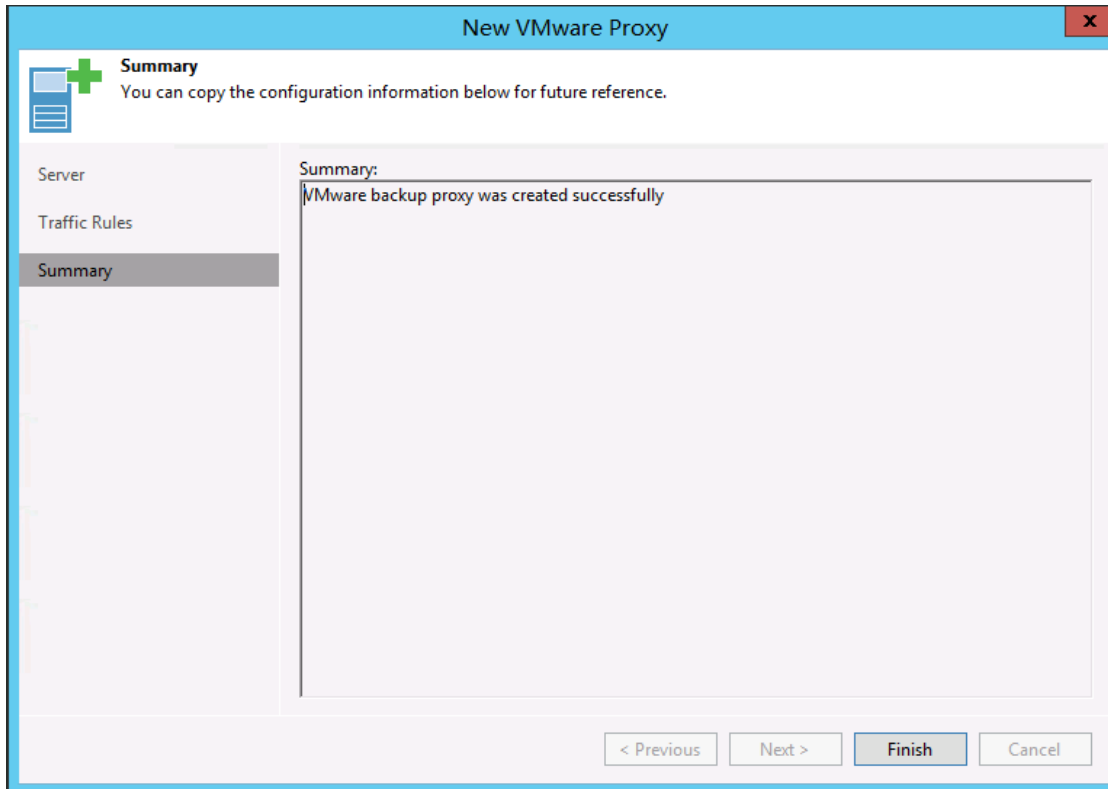 New VMware Proxy
x
Summary
You can copy the configuration information below for future reference.
Server
Traffic Rules
Summary
Summary:
VMware backup proxy was created successfully
< Previous
Next >
Finish
Cancel